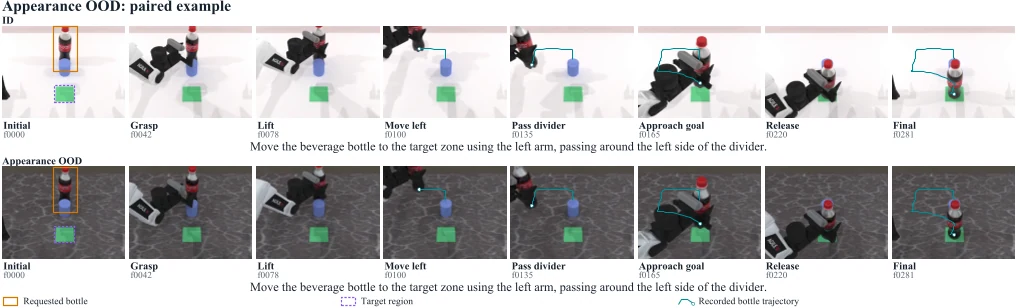 Appearance OOD: paired example
ID
Initial Grasp Lift Move left Pass divider Approach goal Release Final
f0000 f0042 f0078 f0100 f0135 f0165 f0220 f0281
Move the beverage bottle to the target zone using the left arm, passing around the left side of the divider.
Appearance OOD
Initial Grasp Lift Move left Pass divider Approach goal Release Final
f0000 f0042 f0078 f0100 f0135 f0165 f0220 f0281
Move the beverage bottle to the target zone using the left arm, passing around the left side of the divider.
Requested bottle Target region Recorded bottle trajectory